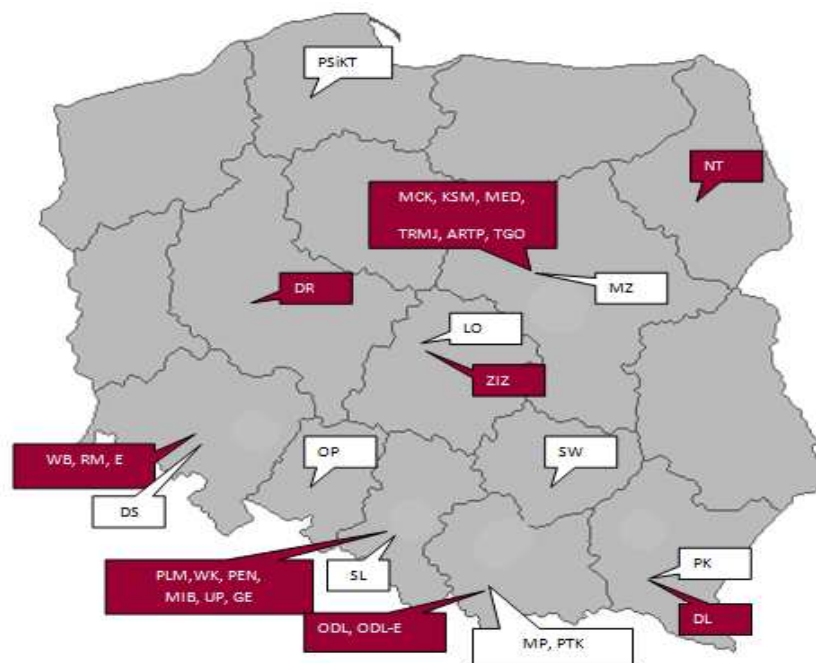 PSiKT
NT
MCK, KSM, MED,
TRMJ, ARTP, TGO
DR
MZ
LO
ZIZ
WB, RM, E
OP
SW
DS
PLM,WK, PEN,
MIB, UP, GE
SL
PK
ODL, ODL-E
MP, PTK
DL